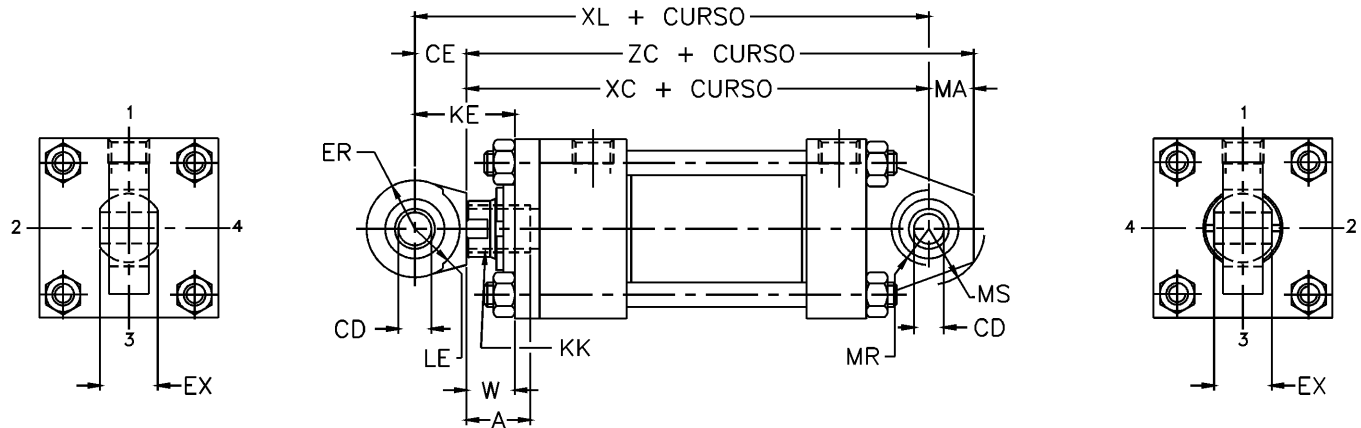 XL + CURSO
CE
ZC + CURSO
XC + CURSO
MA
KE
ER
1
2
4
3
EX
CD
LE
KK
W
A
MR
MS
CD
1
4
2
3
EX